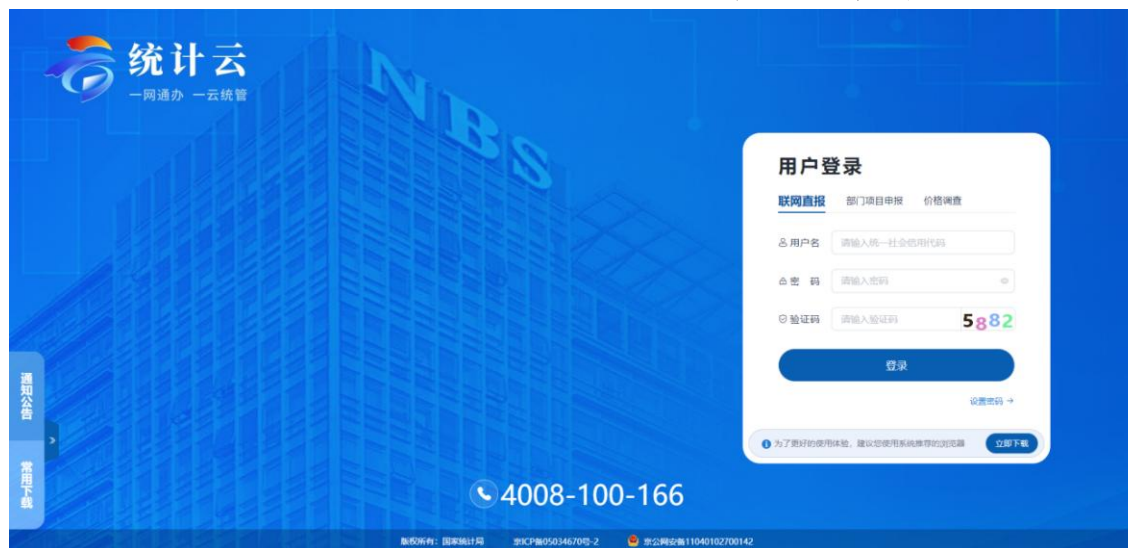 统计云
一网通办 一云统管
NBS
用户登录
联网直报 部门项目申报 价格调查
用户名 请输入统一社会信用代码
密 码 请输入密码
验证码 请输入验证码 5882
登录
设置密码 →
为了更好的使用体验，建议您使用系统推荐的浏览器 立即下载
通知公告
»
常用下载
4008-100-166
版权所有：国家统计局 京ICP备05034670号-2 京公网安备11040102700142